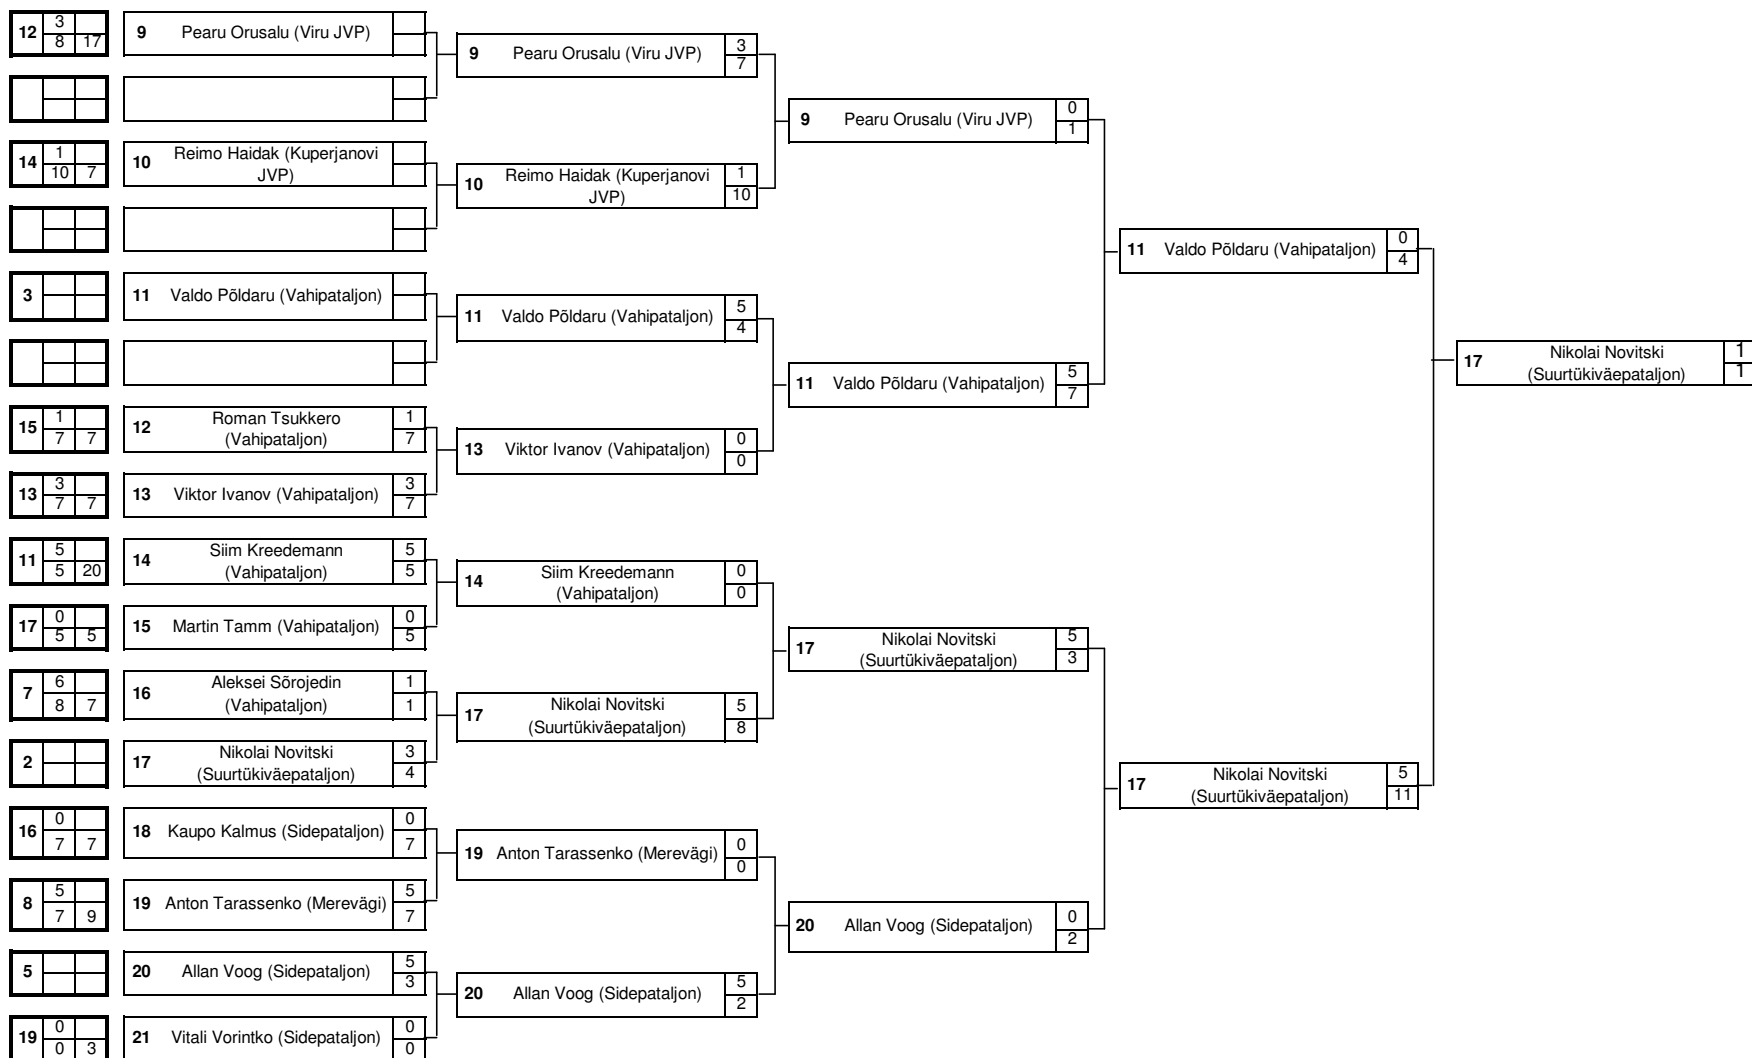 12 3 8 17
9 Pearu Orusalu (Viru JVP)
9 Pearu Orusalu (Viru JVP) 3 7
9 Pearu Orusalu (Viru JVP) 0 1
14 1 10 7
10 Reimo Haidak (Kuperjanovi
JVP)
10 Reimo Haidak (Kuperjanovi
JVP) 1 10
11 Valdo Põldaru (Vahipataljon) 0 4
3
11 Valdo Põldaru (Vahipataljon)
11 Valdo Põldaru (Vahipataljon) 5 4
17 Nikolai Novitski
(Suurtükiväepataljon) 1 1
11 Valdo Põldaru (Vahipataljon) 5 7
15 1 7 7
12 Roman Tsukkero
(Vahipataljon) 1 7
13 Viktor Ivanov (Vahipataljon) 0 0
13 3 7 7
13 Viktor Ivanov (Vahipataljon) 3 7
11 5 5 20
14 Siim Kreedemann
(Vahipataljon) 5 5
14 Siim Kreedemann
(Vahipataljon) 0 0
17 0 5 5
15 Martin Tamm (Vahipataljon) 0 5
17 Nikolai Novitski
(Suurtükiväepataljon) 5 3
7 6 8 7
16 Aleksei Sõrojedin
(Vahipataljon) 1 1
17 Nikolai Novitski
(Suurtükiväepataljon) 5 8
2
17 Nikolai Novitski
(Suurtükiväepataljon) 3 4
17 Nikolai Novitski
(Suurtükiväepataljon) 5 11
16 0 7 7
18 Kaupo Kalmus (Sidepataljon) 0 7
19 Anton Tarassenko (Merevägi) 0 0
8 5 7 9
19 Anton Tarassenko (Merevägi) 5 7
20 Allan Voog (Sidepataljon) 0 2
5
20 Allan Voog (Sidepataljon) 5 3
20 Allan Voog (Sidepataljon) 5 2
19 0 0 3
21 Vitali Vorintko (Sidepataljon) 0 0